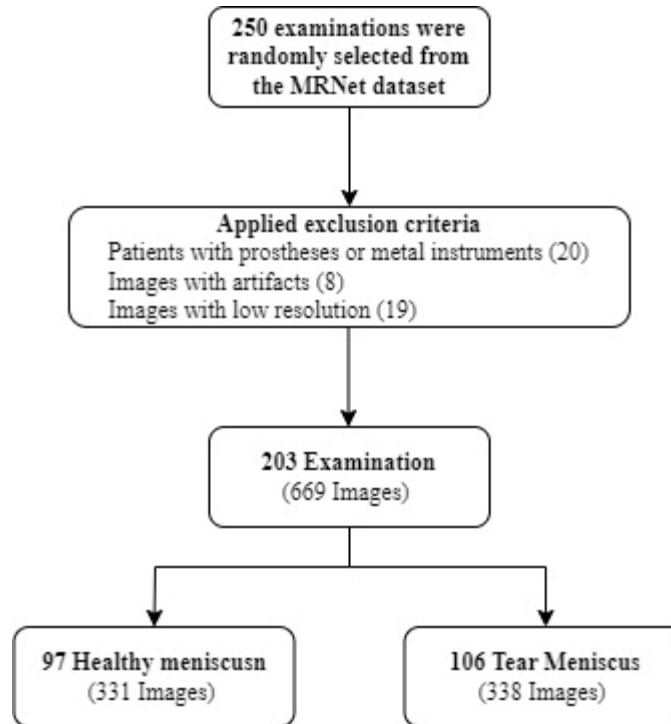 250 examinations were
randomly selected from
the MRNet dataset
Applied exclusion criteria
Patients with prostheses or metal instruments (20)
Images with artifacts (8)
Images with low resolution (19)
203 Examination
(669 Images)
97 Healthy meniscusn
(331 Images)
106 Tear Meniscus
(338 Images)